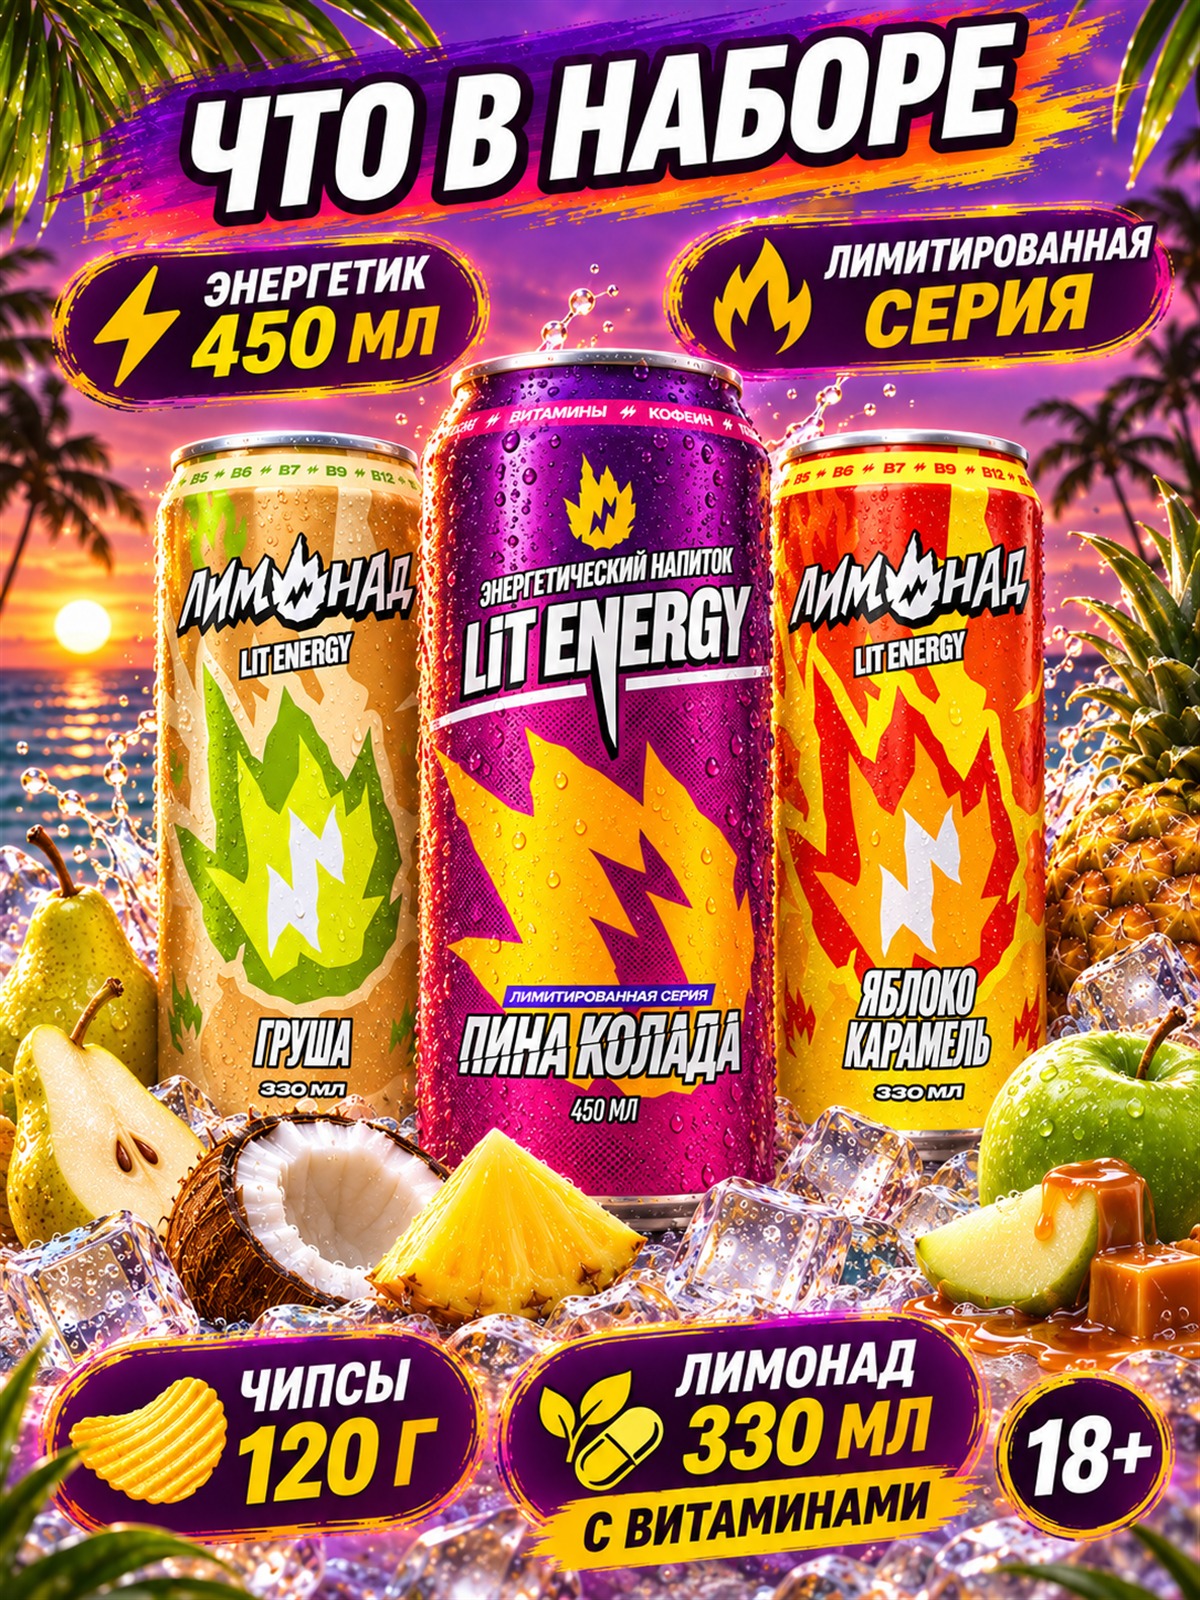 ЧТО В НАБОРЕ
ЭНЕРГЕТИК
450 МЛ
ЛИМИТИРОВАННАЯ
СЕРИЯ
ВИТАМИНЫ КОФЕИН
B5 B6 B7 B9 B12
ЛИМОНАД
LIT ENERGY
ГРУША
330 МЛ
ЭНЕРГЕТИЧЕСКИЙ НАПИТОК
LIT ENERGY
ЛИМИТИРОВАННАЯ СЕРИЯ
ПИНА КОЛАДА
450 МЛ
B5 B6 B7 B9 B12
ЛИМОНАД
LIT ENERGY
ЯБЛОКО
КАРАМЕЛЬ
330 МЛ
ЧИПСЫ
120 Г
ЛИМОНАД
330 МЛ
С ВИТАМИНАМИ
18+